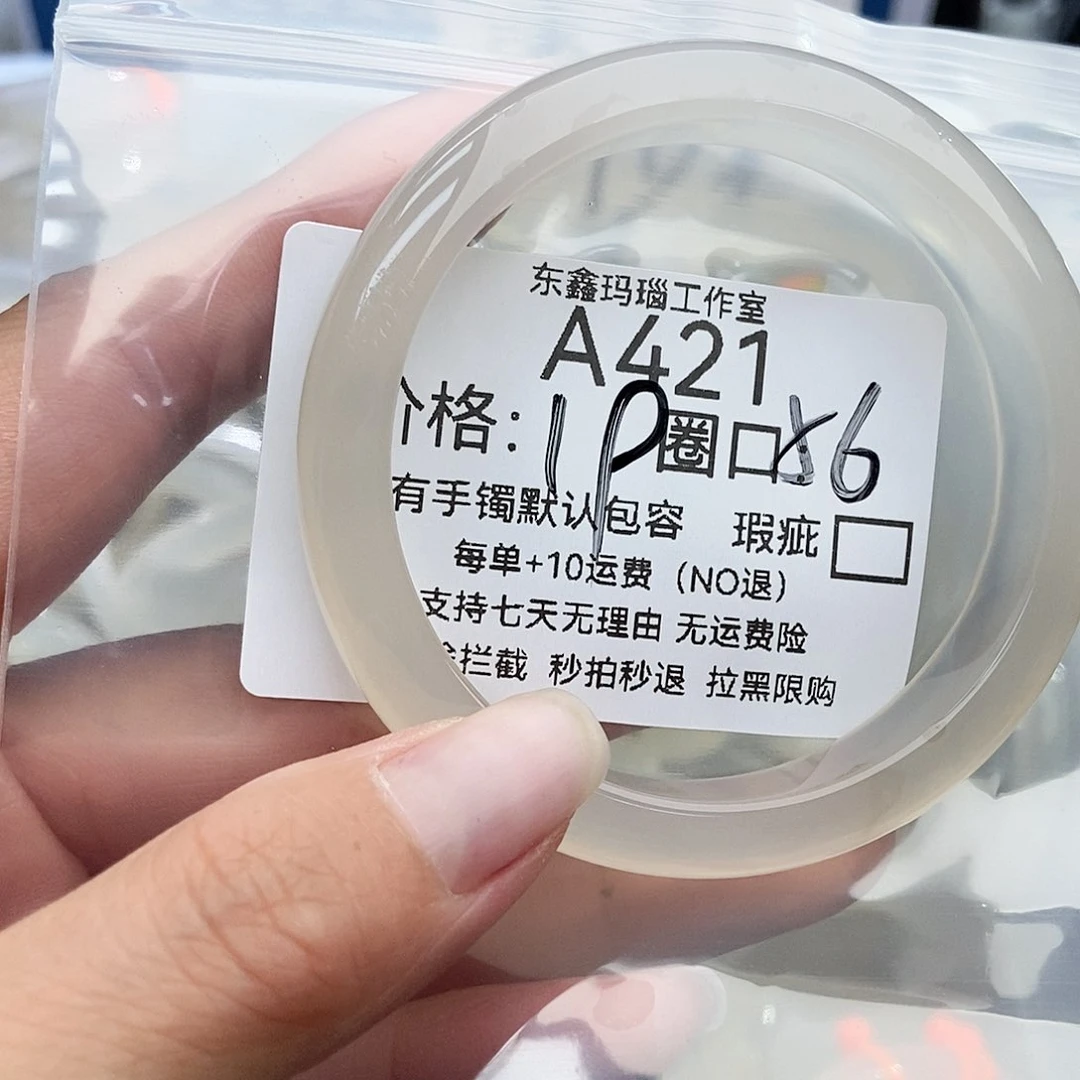 东鑫玛瑙工作室
A421
价格：1P 圈口 56
有手镯默认包容 瑕疵
每单+10运费（NO退）
支持七天无理由 无运费险
拦截 秒拍秒退 拉黑限购